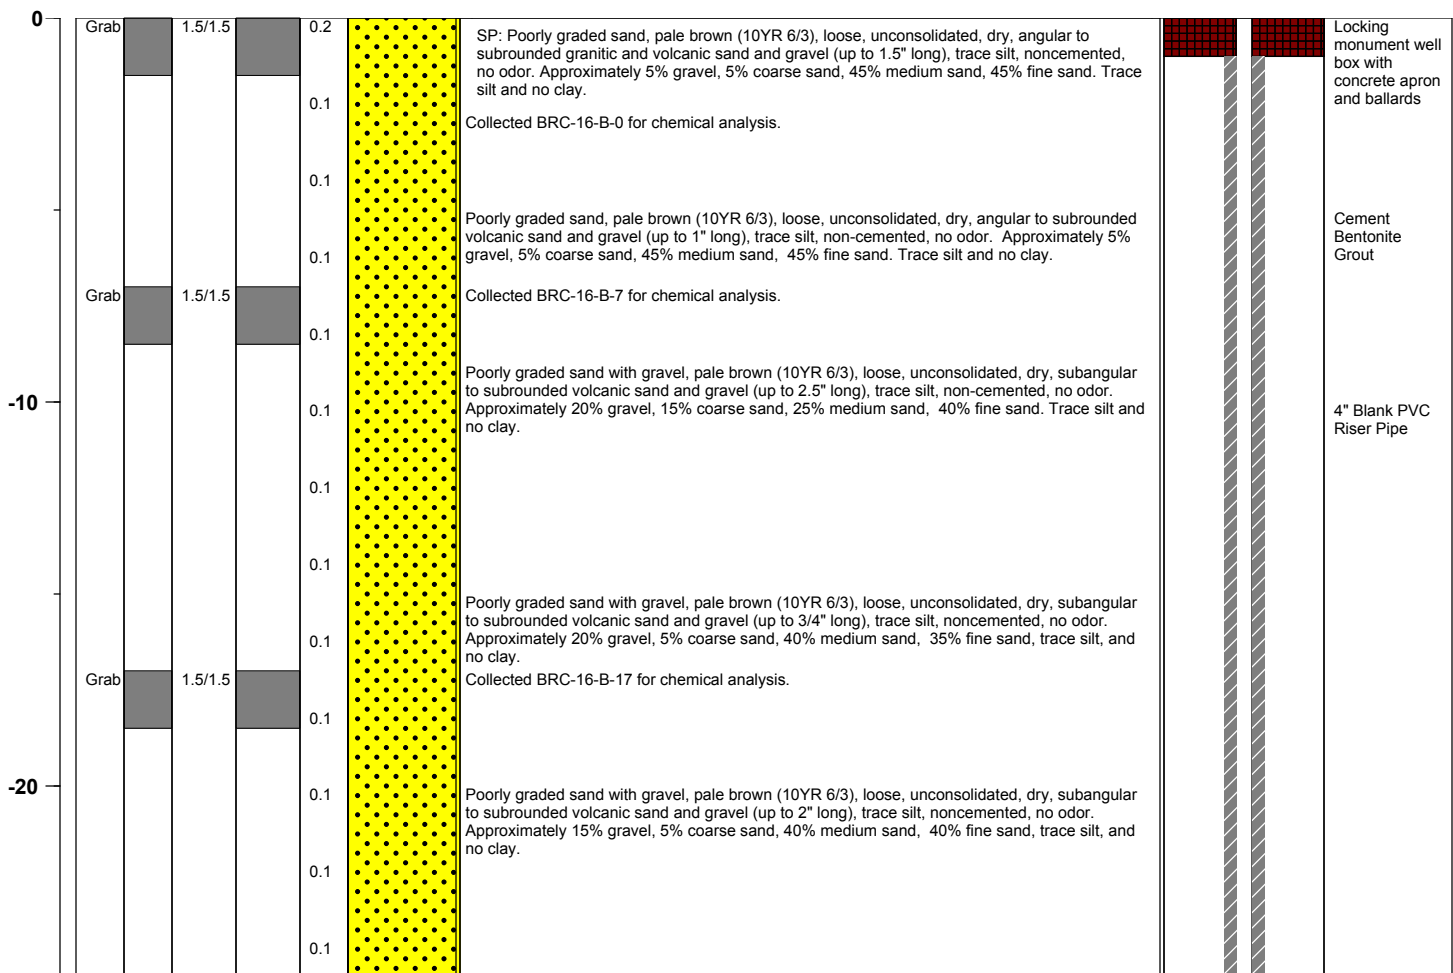 0
Grab
1.5/1.5
0.2
SP: Poorly graded sand, pale brown (10YR 6/3), loose, unconsolidated, dry, angular to
subrounded granitic and volcanic sand and gravel (up to 1.5" long), trace silt, noncemented,
no odor. Approximately 5% gravel, 5% coarse sand, 45% medium sand, 45% fine sand. Trace
silt and no clay.
Locking
monument well
box with
concrete apron
and ballards
0.1
Collected BRC-16-B-0 for chemical analysis.
0.1
Poorly graded sand, pale brown (10YR 6/3), loose, unconsolidated, dry, angular to subrounded
volcanic sand and gravel (up to 1" long), trace silt, non-cemented, no odor. Approximately 5%
gravel, 5% coarse sand, 45% medium sand, 45% fine sand. Trace silt and no clay.
Cement
Bentonite
Grout
0.1
Grab
1.5/1.5
Collected BRC-16-B-7 for chemical analysis.
0.1
Poorly graded sand with gravel, pale brown (10YR 6/3), loose, unconsolidated, dry, subangular
to subrounded volcanic sand and gravel (up to 2.5" long), trace silt, non-cemented, no odor.
Approximately 20% gravel, 15% coarse sand, 25% medium sand, 40% fine sand. Trace silt and
no clay.
-10
0.1
4" Blank PVC
Riser Pipe
0.1
0.1
Poorly graded sand with gravel, pale brown (10YR 6/3), loose, unconsolidated, dry, subangular
to subrounded volcanic sand and gravel (up to 3/4" long), trace silt, noncemented, no odor.
Approximately 20% gravel, 5% coarse sand, 40% medium sand, 35% fine sand, trace silt, and
no clay.
0.1
Grab
1.5/1.5
Collected BRC-16-B-17 for chemical analysis.
0.1
-20
0.1
Poorly graded sand with gravel, pale brown (10YR 6/3), loose, unconsolidated, dry, subangular
to subrounded volcanic sand and gravel (up to 2" long), trace silt, noncemented, no odor.
Approximately 15% gravel, 5% coarse sand, 40% medium sand, 40% fine sand, trace silt, and
no clay.
0.1
0.1